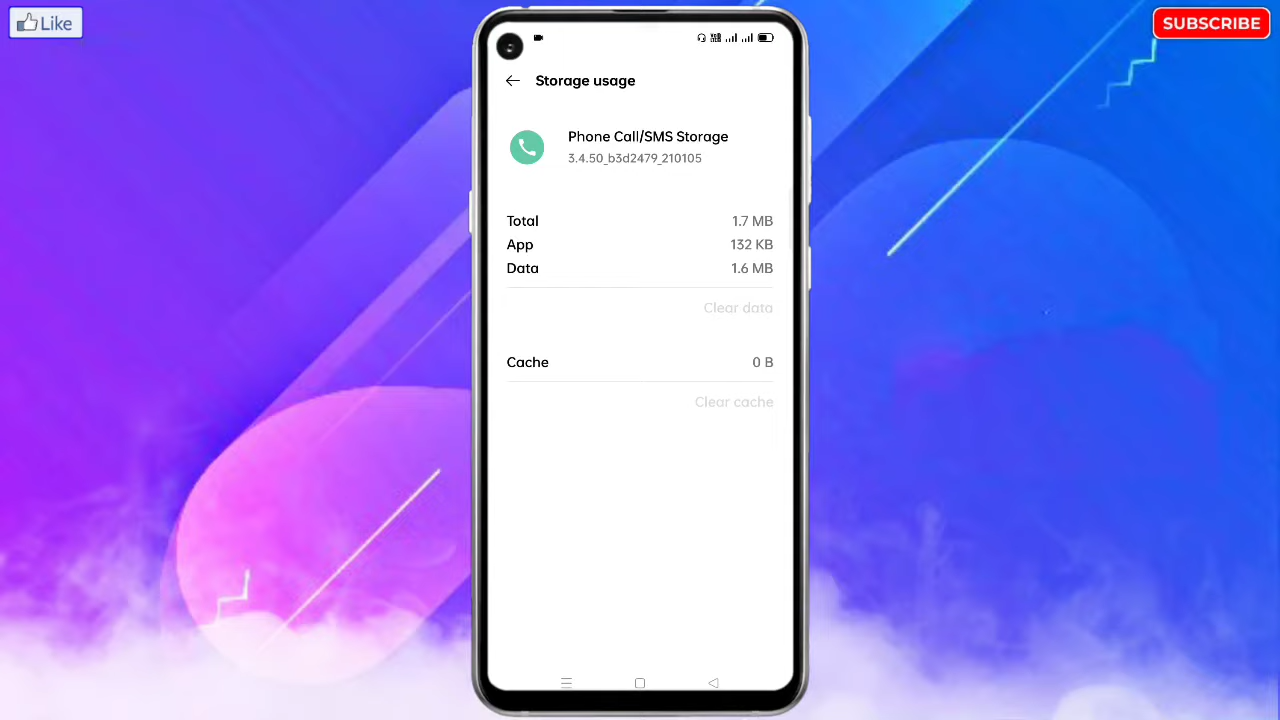 Like
SUBSCRIBE
Storage usage
Phone Call/SMS Storage
3.4.50_b3d2479_210105
Total 1.7 MB
App 132 KB
Data 1.6 MB
Clear data
Cache 0 B
Clear cache